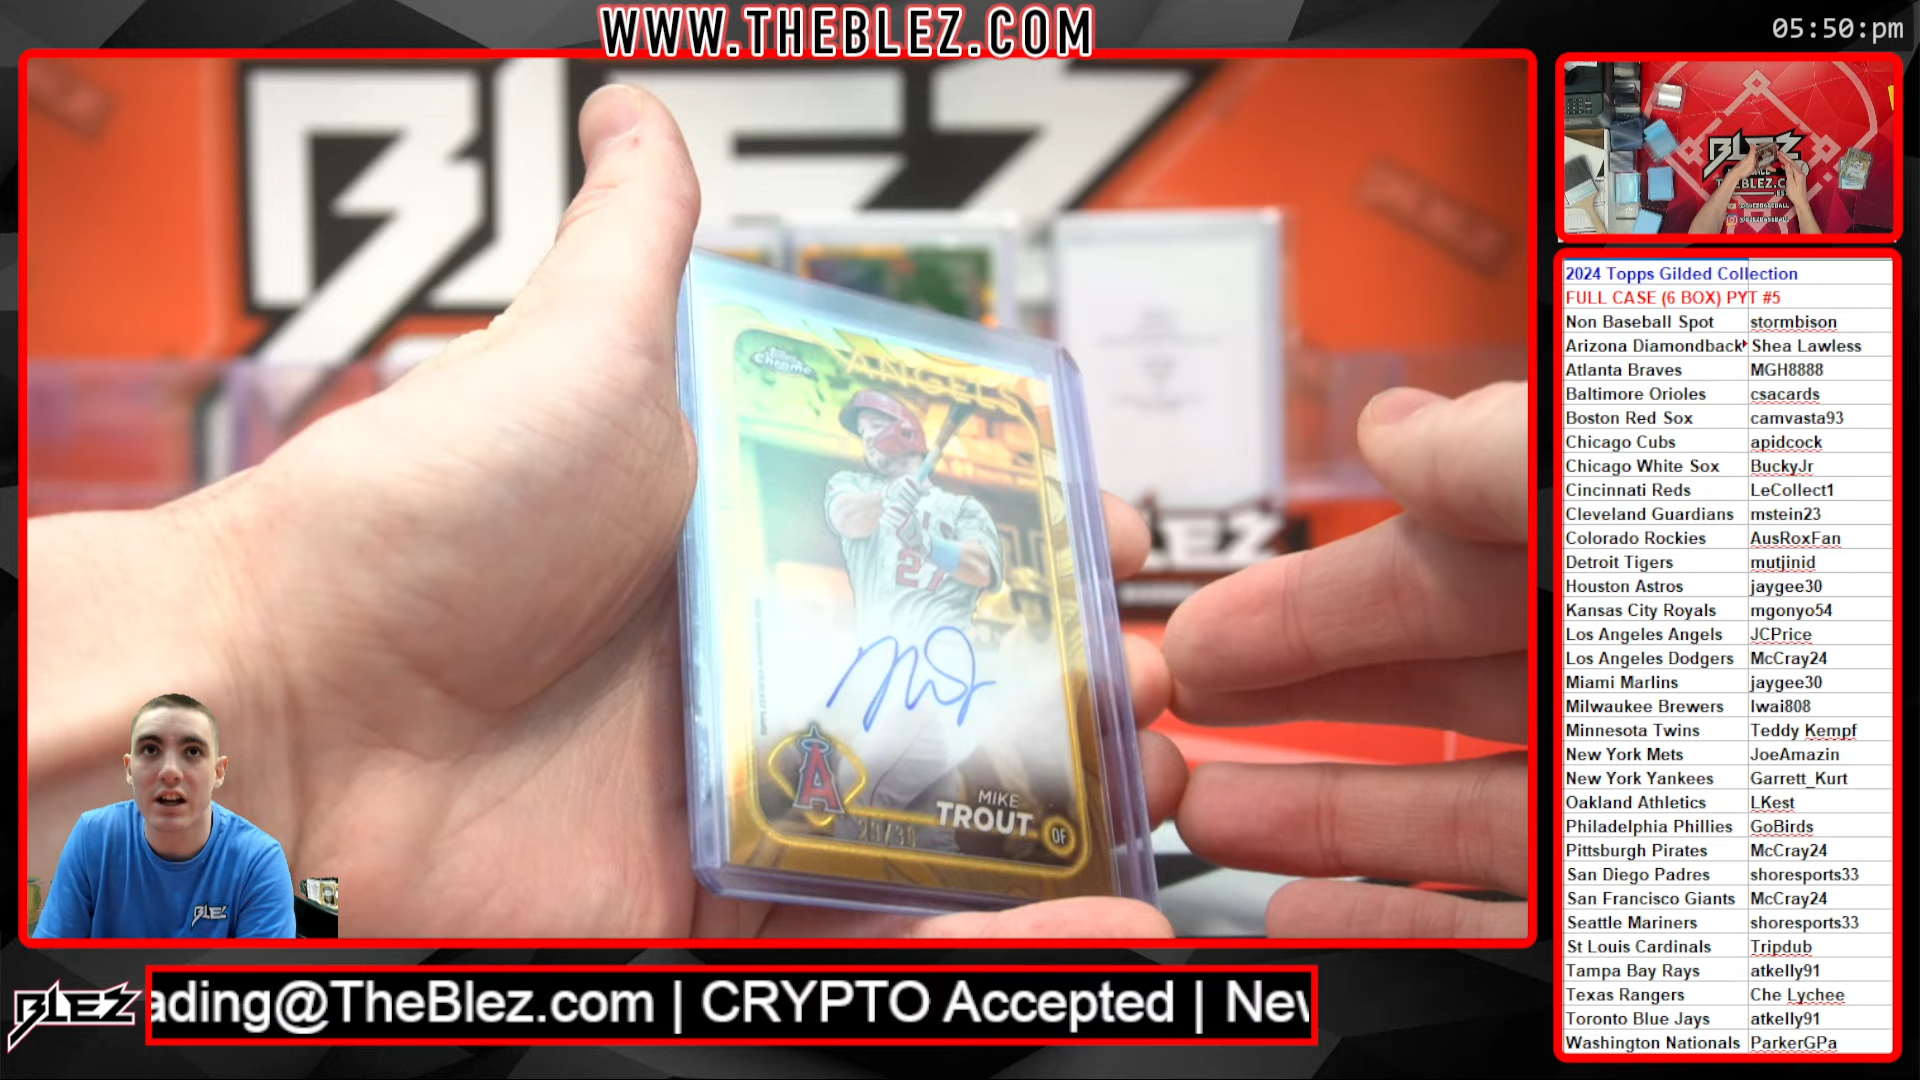 WWW.THEBLEZ.COM
05:50:pm
BLEZ
Topps
Chrome
ANGELS
27
MIKE
TROUT
OF
A
BLEZ
2024 Topps Gilded Collection
FULL CASE (6 BOX) PYT #5
Non Baseball Spot stormbison
Arizona Diamondback Shea Lawless
Atlanta Braves MGH8888
Baltimore Orioles csacards
Boston Red Sox camvasta93
Chicago Cubs apidcock
Chicago White Sox BuckyJr
Cincinnati Reds LeCollect1
Cleveland Guardians mstein23
Colorado Rockies AusRoxFan
Detroit Tigers mutjinid
Houston Astros jaygee30
Kansas City Royals mgonyo54
Los Angeles Angels JCPrice
Los Angeles Dodgers McCray24
Miami Marlins jaygee30
Milwaukee Brewers lwai808
Minnesota Twins Teddy Kempf
New York Mets JoeAmazin
New York Yankees Garrett_Kurt
Oakland Athletics LKest
Philadelphia Phillies GoBirds
Pittsburgh Pirates McCray24
San Diego Padres shoresports33
San Francisco Giants McCray24
Seattle Mariners shoresports33
St Louis Cardinals Tripdub
Tampa Bay Rays atkelly91
Texas Rangers Che Lychee
Toronto Blue Jays atkelly91
Washington Nationals ParkerGPa
BLEZ
ading@TheBlez.com | CRYPTO Accepted | Nev